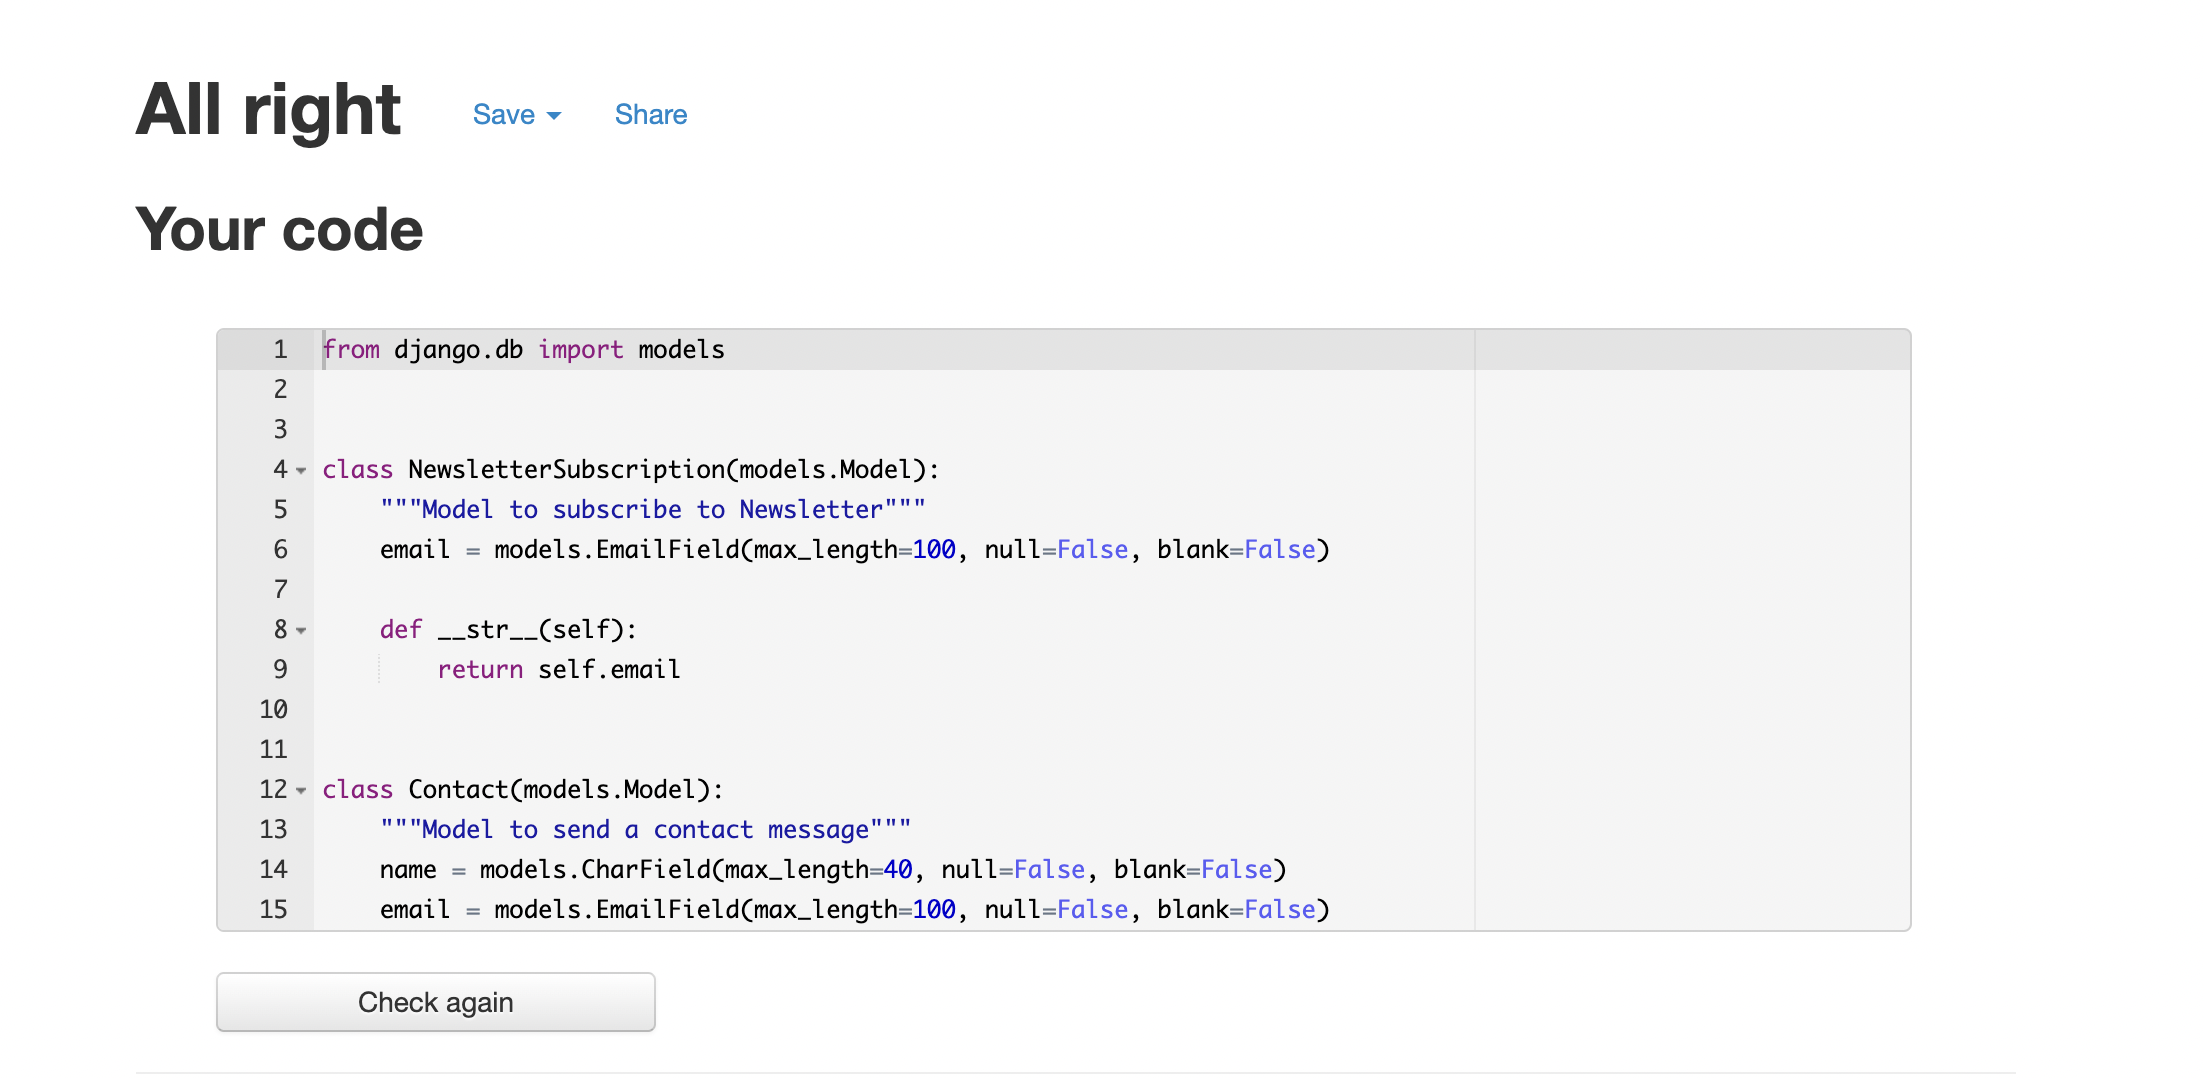 All right Save Share
Your code
1 from django.db import models
2
3
4 class NewsletterSubscription(models.Model):
5     """Model to subscribe to Newsletter"""
6     email = models.EmailField(max_length=100, null=False, blank=False)
7
8     def __str__(self):
9         return self.email
10
11
12 class Contact(models.Model):
13     """Model to send a contact message"""
14     name = models.CharField(max_length=40, null=False, blank=False)
15     email = models.EmailField(max_length=100, null=False, blank=False)
Check again